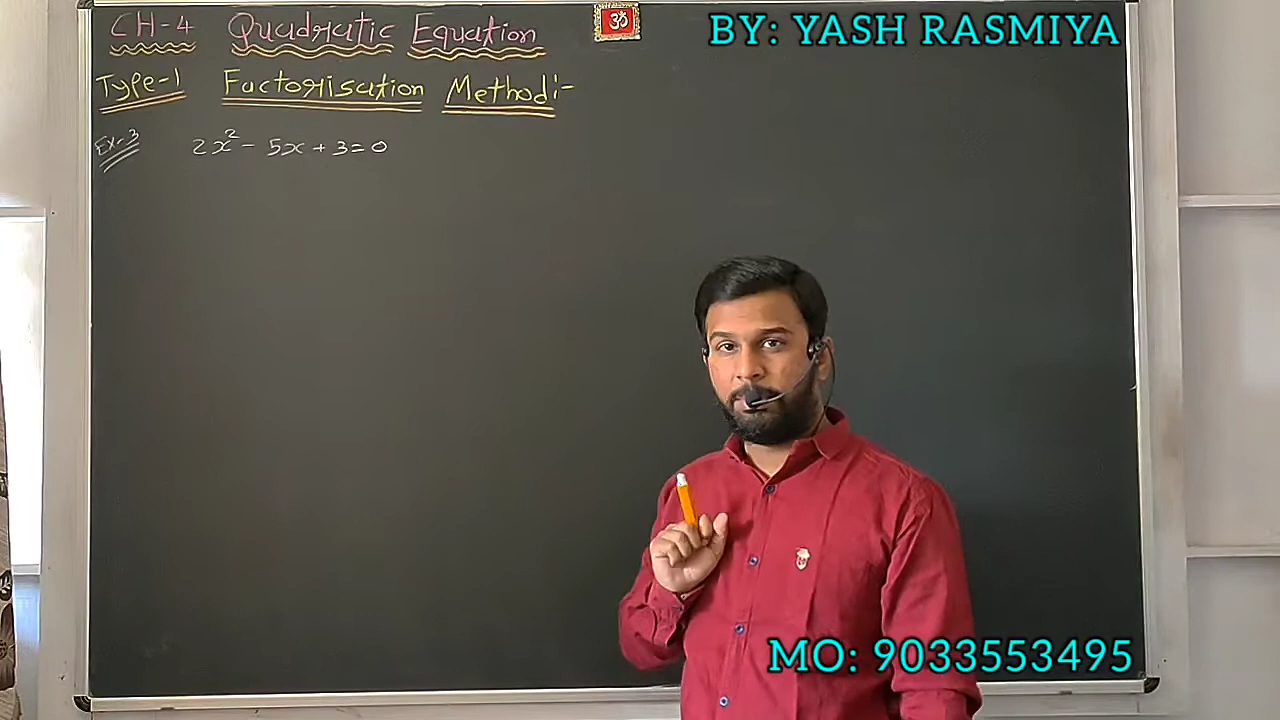 CH-4 Quadratic Equation
ॐ
BY: YASH RASMIYA
Type-1 Factorisation Method:-
Ex-3 2x² - 5x + 3 = 0
MO: 9033553495